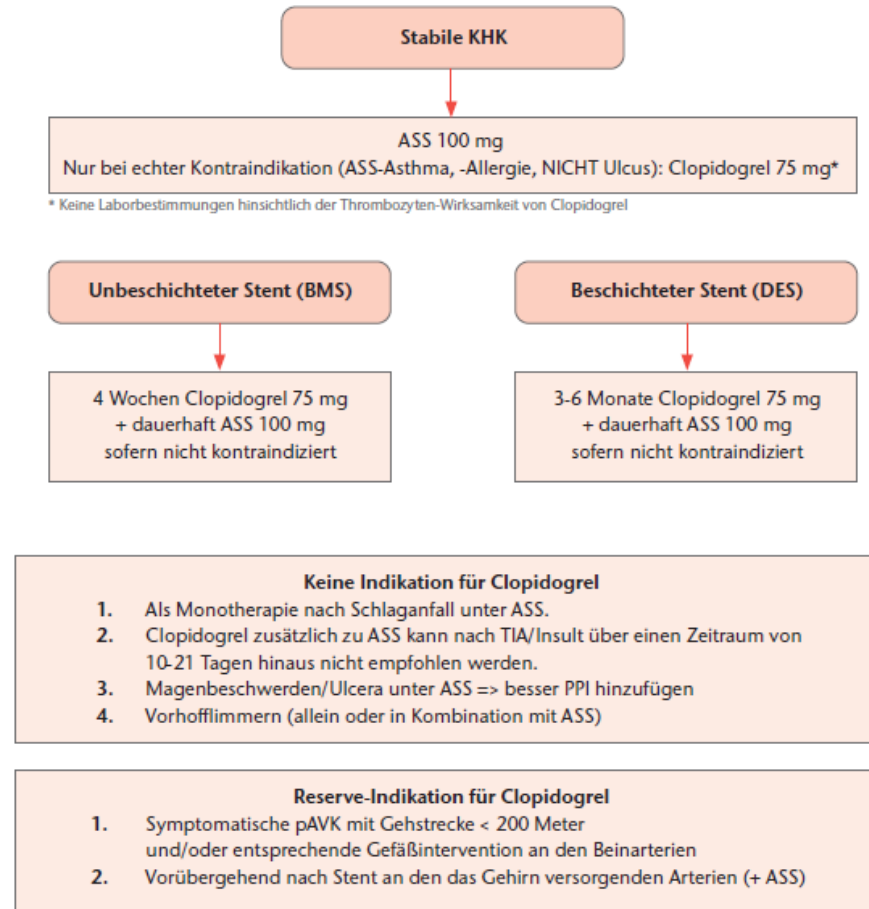 Stabile KHK
ASS 100 mg
Nur bei echter Kontraindikation (ASS-Asthma, -Allergie, NICHT Ulcus): Clopidogrel 75 mg*
* Keine Laborbestimmungen hinsichtlich der Thrombozyten-Wirksamkeit von Clopidogrel
Unbeschichteter Stent (BMS)
4 Wochen Clopidogrel 75 mg
+ dauerhaft ASS 100 mg
sofern nicht kontraindiziert
Beschichteter Stent (DES)
3-6 Monate Clopidogrel 75 mg
+ dauerhaft ASS 100 mg
sofern nicht kontraindiziert
Keine Indikation für Clopidogrel
1. Als Monotherapie nach Schlaganfall unter ASS.
2. Clopidogrel zusätzlich zu ASS kann nach TIA/Insult über einen Zeitraum von
10-21 Tagen hinaus nicht empfohlen werden.
3. Magenbeschwerden/Ulcera unter ASS => besser PPI hinzufügen
4. Vorhofflimmern (allein oder in Kombination mit ASS)
Reserve-Indikation für Clopidogrel
1. Symptomatische pAVK mit Gehstrecke < 200 Meter
und/oder entsprechende Gefäßintervention an den Beinarterien
2. Vorübergehend nach Stent an den das Gehirn versorgenden Arterien (+ ASS)